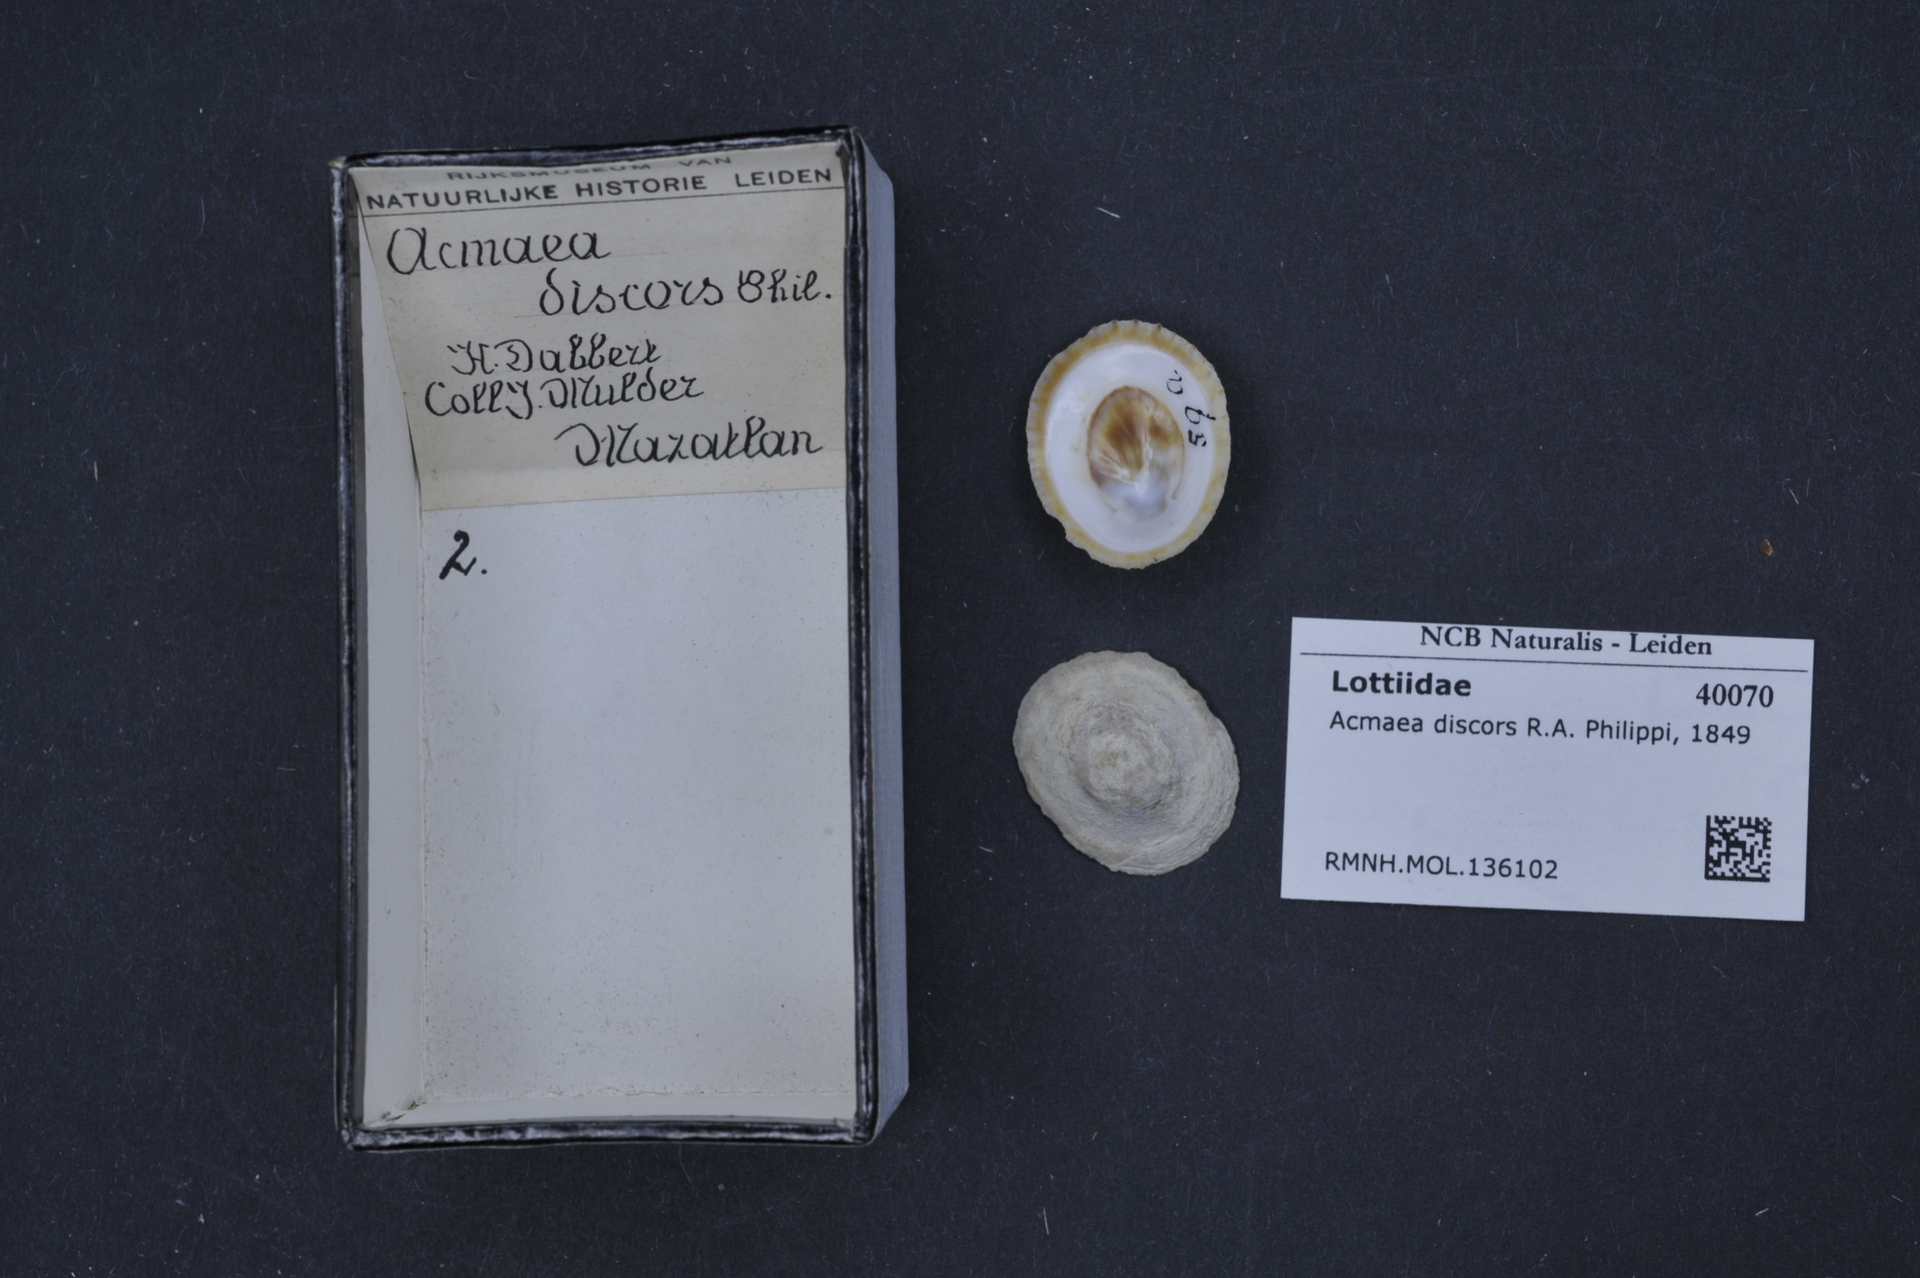 RIJKSMUSEUM VAN
NATUURLIJKE HISTORIE LEIDEN
Acmaea
discors Phil.
H. Dabbert
Coll J. Mulder
Mazatlan
2.
NCB Naturalis - Leiden
Lottiidae 40070
Acmaea discors R.A. Philippi, 1849
RMNH.MOL.136102